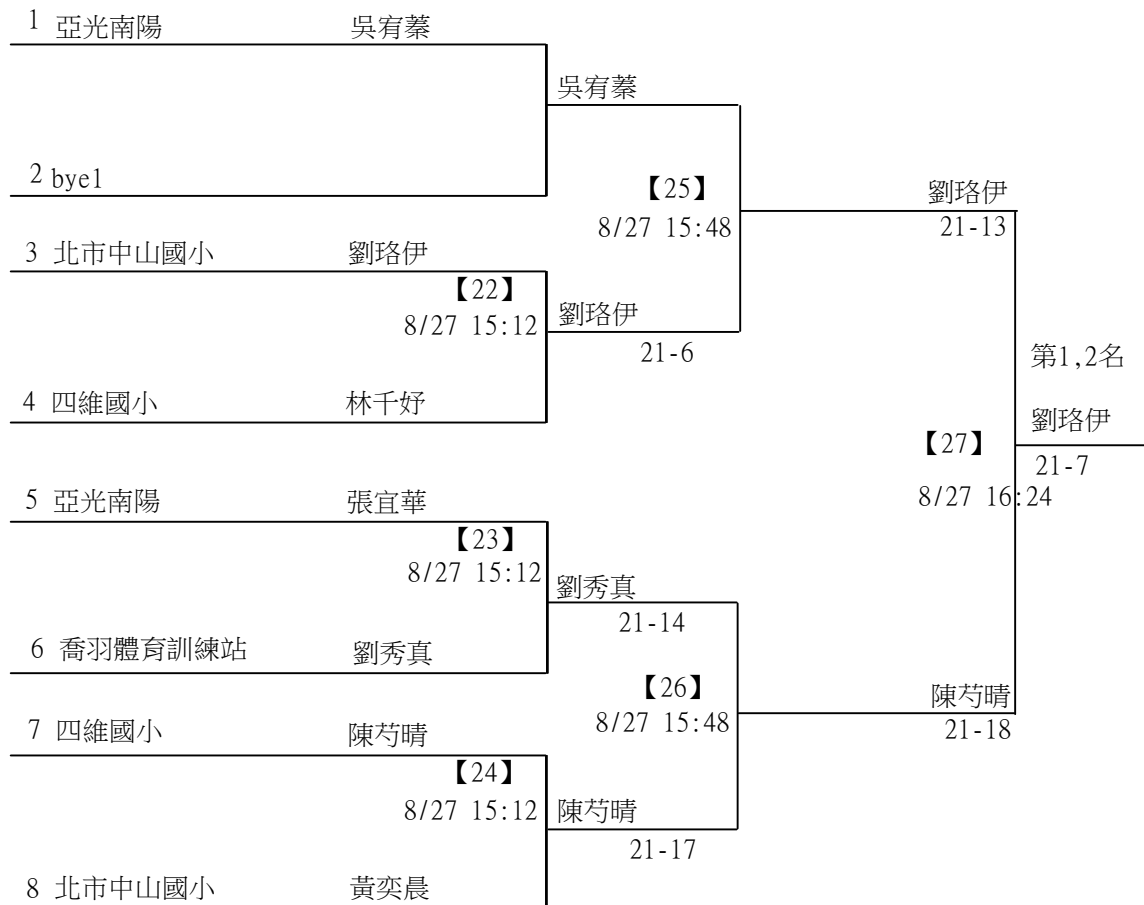 1 亞光南陽 吳宥蓁
吳宥蓁
2 bye1
【25】
8/27 15:48
劉珞伊
21-13
3 北市中山國小 劉珞伊
【22】
8/27 15:12
劉珞伊
21-6
第1,2名
4 四維國小 林千妤
劉珞伊
【27】
21-7
8/27 16:24
5 亞光南陽 張宜華
【23】
8/27 15:12
劉秀真
21-14
6 喬羽體育訓練站 劉秀真
【26】
8/27 15:48
陳芍晴
21-18
7 四維國小 陳芍晴
【24】
8/27 15:12
陳芍晴
21-17
8 北市中山國小 黃奕晨